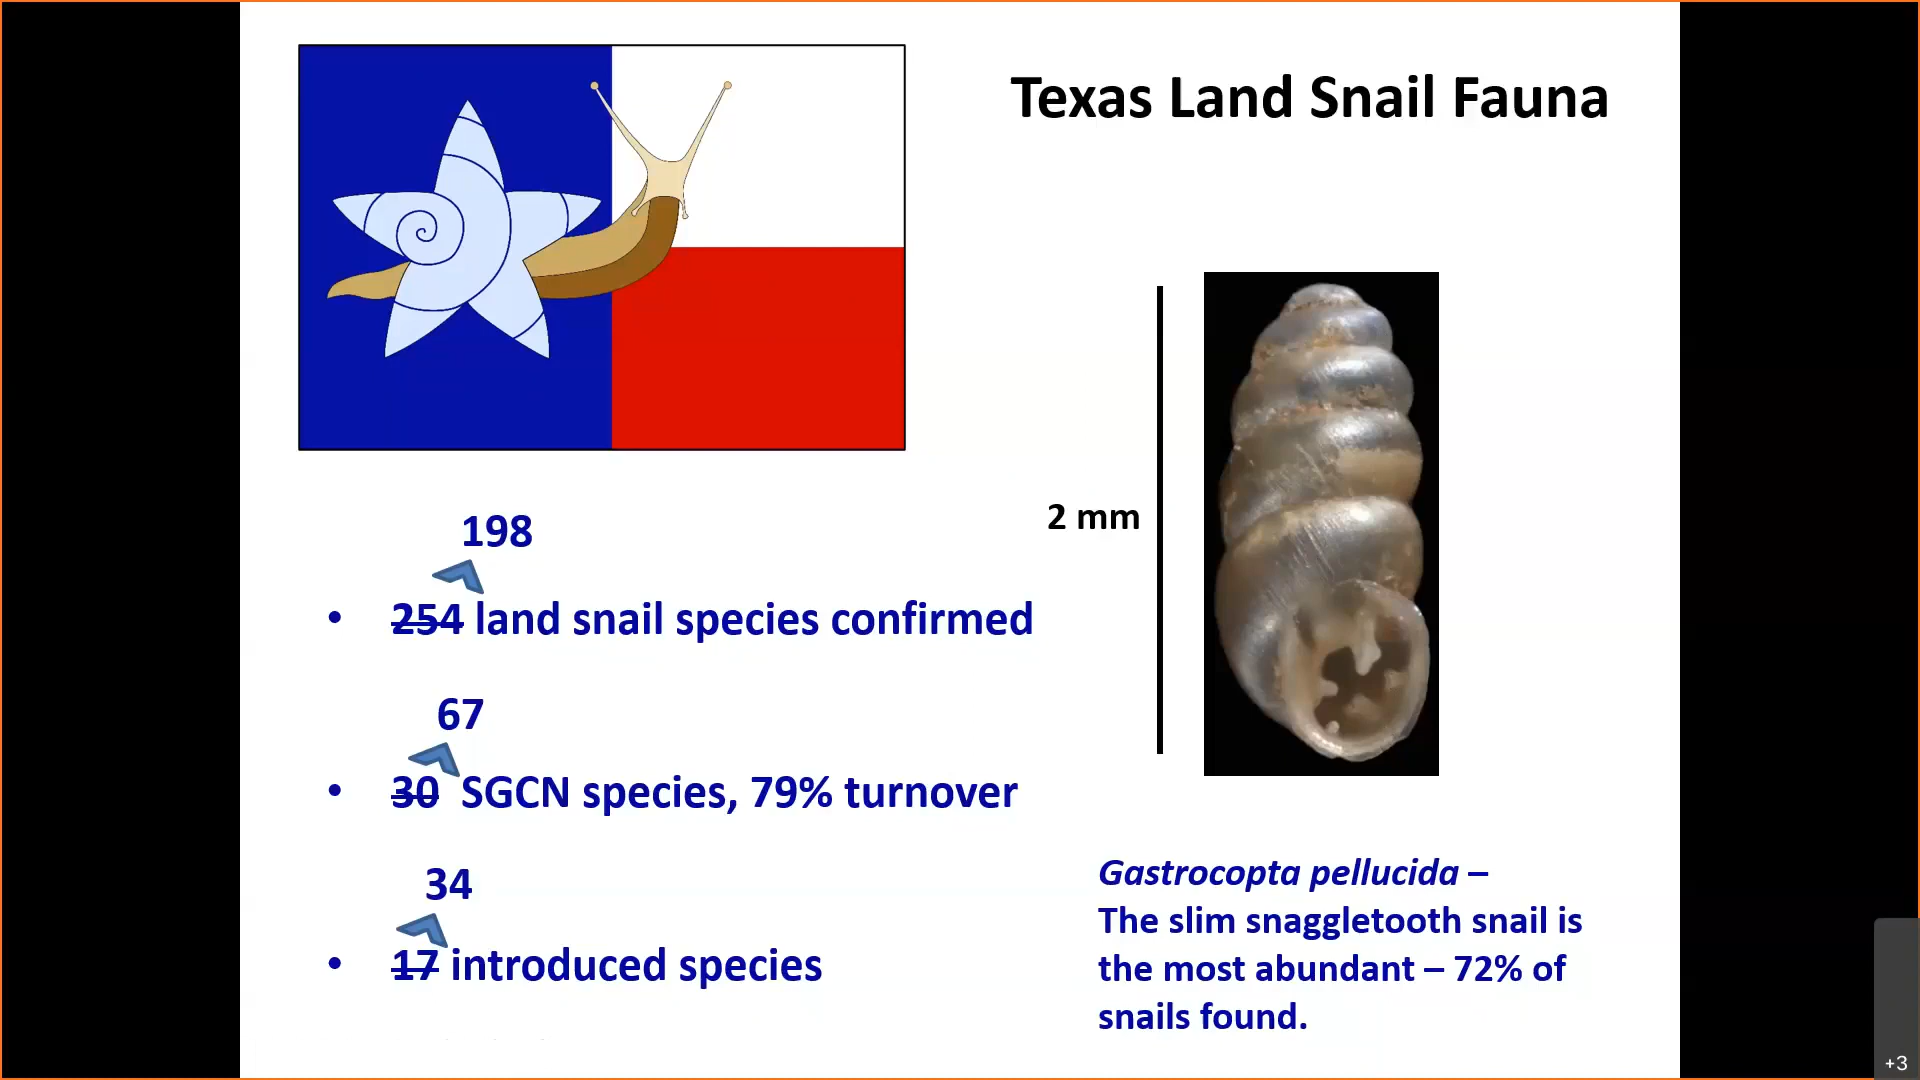 Texas Land Snail Fauna
198
• 254 land snail species confirmed
67
• 30 SGCN species, 79% turnover
34
• 17 introduced species
2 mm
Gastrocopta pellucida –
The slim snaggletooth snail is
the most abundant – 72% of
snails found.
+3